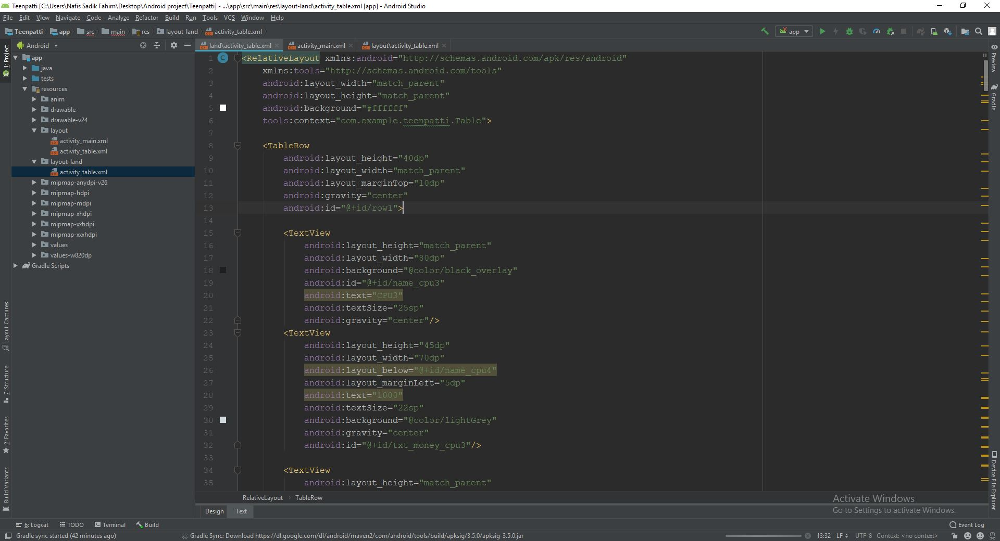 Teenpatti [C:\Users\Nafis Sadik Fahim\Desktop\Android project\Teenpatti] - ...\app\src\main\res\layout-land\activity_table.xml [app] - Android Studio
File Edit View Navigate Code Analyze Refactor Build Run Tools VCS Window Help
Teenpatti app src main res layout-land activity_table.xml app
Android
land\activity_table.xml activity_main.xml layout\activity_table.xml
1: Project
app
java
tests
resources
anim
drawable
drawable-v24
layout
activity_main.xml
activity_table.xml
layout-land
activity_table.xml
mipmap-anydpi-v26
mipmap-hdpi
mipmap-mdpi
mipmap-xhdpi
mipmap-xxhdpi
mipmap-xxxhdpi
values
values-w820dp
Gradle Scripts
Layout Captures
7: Structure
2: Favorites
Build Variants
1 C <RelativeLayout xmlns:android="http://schemas.android.com/apk/res/android"
2 xmlns:tools="http://schemas.android.com/tools"
3 android:layout_width="match_parent"
4 android:layout_height="match_parent"
5 android:background="#ffffff"
6 tools:context="com.example.teenpatti.Table">
7
8 <TableRow
9 android:layout_height="40dp"
10 android:layout_width="match_parent"
11 android:layout_marginTop="10dp"
12 android:gravity="center"
13 android:id="@+id/row1">
14
15 <TextView
16 android:layout_height="match_parent"
17 android:layout_width="80dp"
18 android:background="@color/black_overlay"
19 android:id="@+id/name_cpu3"
20 android:text="CPU3"
21 android:textSize="25sp"
22 android:gravity="center"/>
23 <TextView
24 android:layout_height="45dp"
25 android:layout_width="70dp"
26 android:layout_below="@+id/name_cpu4"
27 android:layout_marginLeft="5dp"
28 android:text="1000"
29 android:textSize="22sp"
30 android:background="@color/lightGrey"
31 android:gravity="center"
32 android:id="@+id/txt_money_cpu3"/>
33
34 <TextView
35 android:layout_height="match_parent"
Preview
Gradle
Device File Explorer
RelativeLayout TableRow
Activate Windows
Go to Settings to activate Windows.
Design Text
6: Logcat TODO Terminal Build Event Log
Gradle sync started (42 minutes ago) Gradle Sync: Download https://dl.google.com/dl/android/maven2/com/android/tools/build/apksig/3.5.0/apksig-3.5.0.jar 13:32 LF UTF-8 Context: <no context>